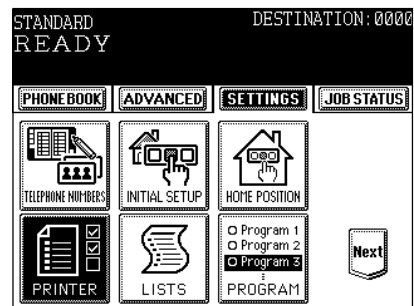 STANDARD DESTINATION:0000
READY
PHONE BOOK ADVANCED SETTINGS JOB STATUS
TELEPHONE NUMBERS INITIAL SETUP HOME POSITION
Program 1
Program 2
Program 3
Next
PRINTER LISTS PROGRAM